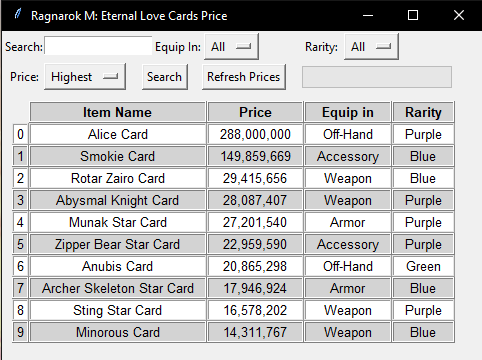 Ragnarok M: Eternal Love Cards Price
Search: Equip In: All Rarity: All
Price: Highest Search Refresh Prices
Item Name Price Equip in Rarity
0 Alice Card 288,000,000 Off-Hand Purple
1 Smokie Card 149,859,669 Accessory Blue
2 Rotar Zairo Card 29,415,656 Weapon Blue
3 Abysmal Knight Card 28,087,407 Weapon Purple
4 Munak Star Card 27,201,540 Armor Purple
5 Zipper Bear Star Card 22,959,590 Accessory Purple
6 Anubis Card 20,865,298 Off-Hand Green
7 Archer Skeleton Star Card 17,946,924 Armor Blue
8 Sting Star Card 16,578,202 Weapon Purple
9 Minorous Card 14,311,767 Weapon Blue